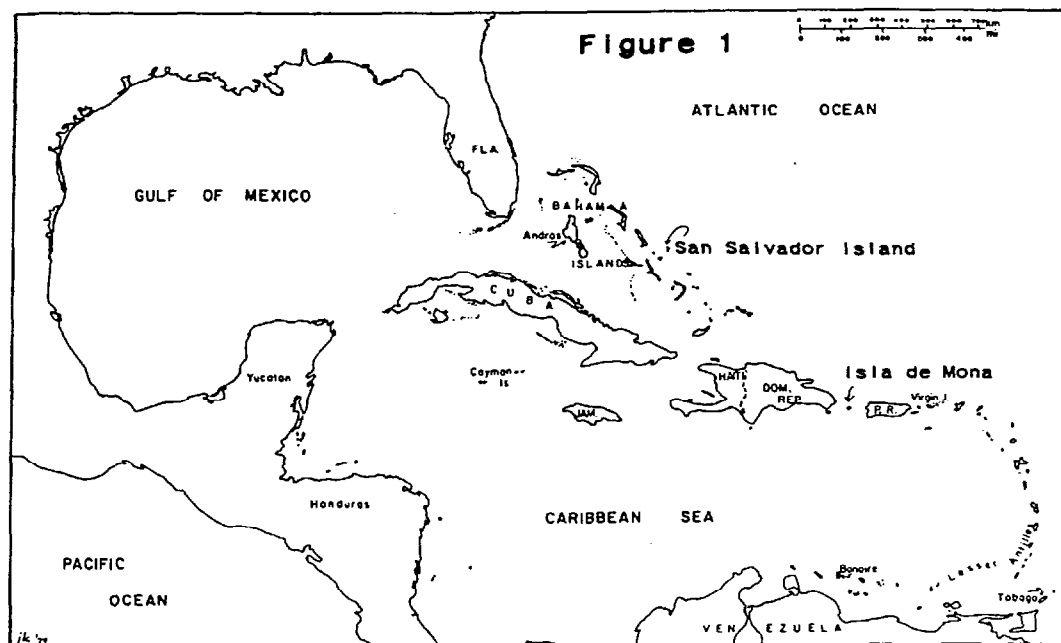 Figure 1
ATLANTIC OCEAN
FLA
GULF OF MEXICO
BAHAMA
Andros
San Salvador Island
ISLANDS
CUBA
Yucatan
Cayman
Is
HAITI
DOM.
REP.
Isla de Mona
JAM.
P.R.
Virgin I.
Honduras
CARIBBEAN SEA
PACIFIC
OCEAN
Bonaire
Lesser Antilles
Tobago
VENEZUELA